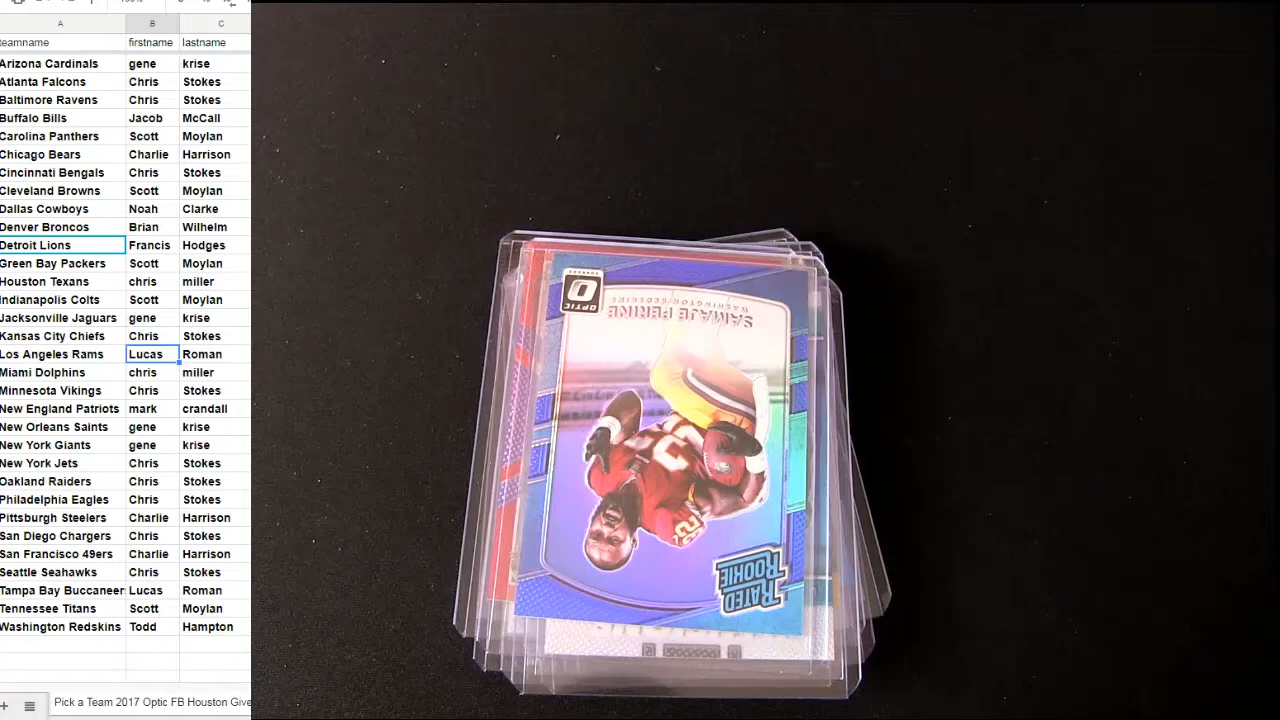 A B C
teamname firstname lastname
Arizona Cardinals gene krise
Atlanta Falcons Chris Stokes
Baltimore Ravens Chris Stokes
Buffalo Bills Jacob McCall
Carolina Panthers Scott Moylan
Chicago Bears Charlie Harrison
Cincinnati Bengals Chris Stokes
Cleveland Browns Scott Moylan
Dallas Cowboys Noah Clarke
Denver Broncos Brian Wilhelm
Detroit Lions Francis Hodges
Green Bay Packers Scott Moylan
Houston Texans chris miller
Indianapolis Colts Scott Moylan
Jacksonville Jaguars gene krise
Kansas City Chiefs Chris Stokes
Los Angeles Rams Lucas Roman
Miami Dolphins chris miller
Minnesota Vikings Chris Stokes
New England Patriots mark crandall
New Orleans Saints gene krise
New York Giants gene krise
New York Jets Chris Stokes
Oakland Raiders Chris Stokes
Philadelphia Eagles Chris Stokes
Pittsburgh Steelers Charlie Harrison
San Diego Chargers Chris Stokes
San Francisco 49ers Charlie Harrison
Seattle Seahawks Chris Stokes
Tampa Bay Buccaneer Lucas Roman
Tennessee Titans Scott Moylan
Washington Redskins Todd Hampton
Pick a Team 2017 Optic FB Houston Give
OPTIC
SAMAJE PERINE
WASHINGTON REDSKINS
RATED
ROOKIE